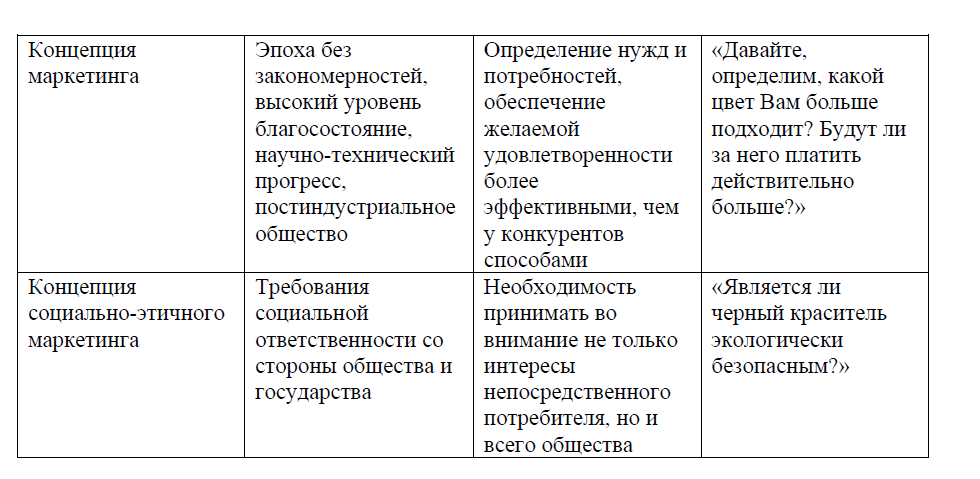 Концепция
маркетинга
Эпоха без
закономерностей,
высокий уровень
благосостояние,
научно-технический
прогресс,
постиндустриальное
общество
Определение нужд и
потребностей,
обеспечение
желаемой
удовлетворенности
более
эффективными, чем
у конкурентов
способами
«Давайте,
определим, какой
цвет Вам больше
подходит? Будут ли
за него платить
действительно
больше?»
Концепция
социально-этичного
маркетинга
Требования
социальной
ответственности со
стороны общества и
государства
Необходимость
принимать во
внимание не только
интересы
непосредственного
потребителя, но и
всего общества
«Является ли
черный краситель
экологически
безопасным?»